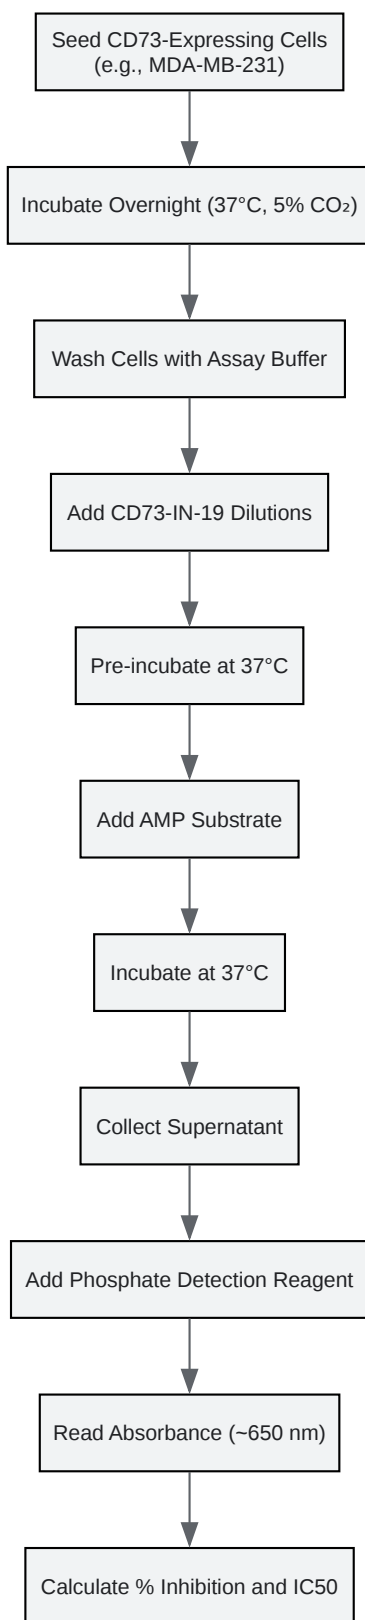 Seed CD73-Expressing Cells
(e.g., MDA-MB-231)
Incubate Overnight (37°C, 5% CO₂)
Wash Cells with Assay Buffer
Add CD73-IN-19 Dilutions
Pre-incubate at 37°C
Add AMP Substrate
Incubate at 37°C
Collect Supernatant
Add Phosphate Detection Reagent
Read Absorbance (~650 nm)
Calculate % Inhibition and IC50